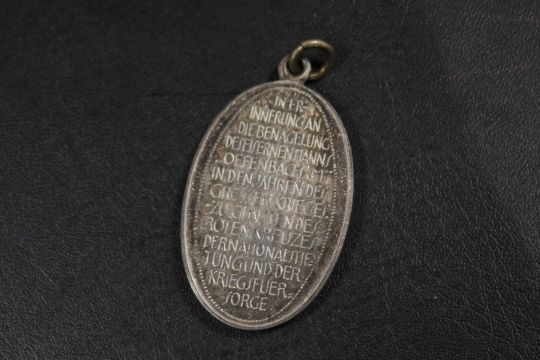 IN ER-
INNERUNG AN
DIE BENAGELUNG
DES EISERNEN MANNS
OFFENBACH A·M
IN DEN JAHREN DES
GROSSEN KRIEGES
ZUGUNSTEN DES
ROTEN KREUZES
DER NATIONALSTIF
TUNG UND DER
KRIEGSFUER-
SORGE